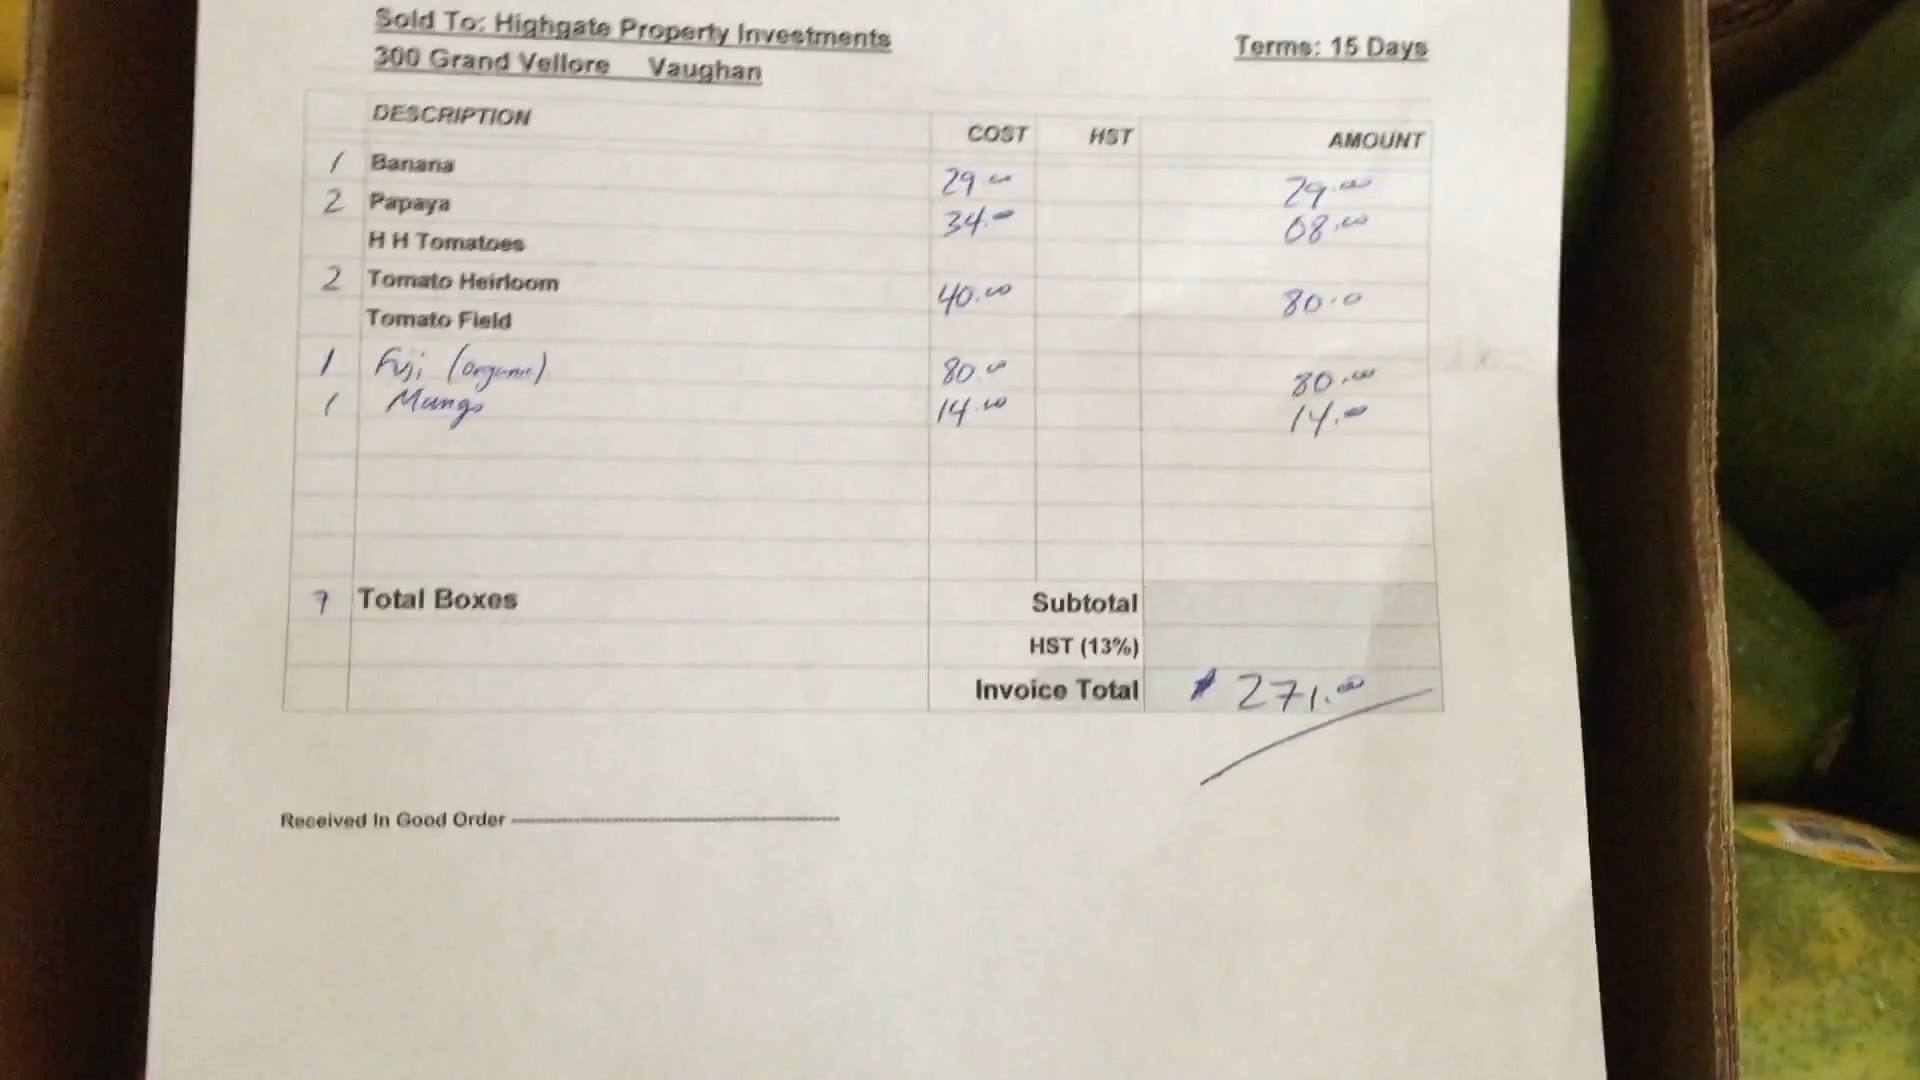 Sold To: Highgate Property Investments
300 Grand Vellore Vaughan
Terms: 15 Days
DESCRIPTION COST HST AMOUNT
1 Banana 29.00 29.00
2 Papaya 34.00 68.00
H H Tomatoes
2 Tomato Heirloom 40.00 80.0
Tomato Field
1 Fuji (organic) 80.00 80.00
1 Mango 14.00 14.00
7 Total Boxes Subtotal
HST (13%)
Invoice Total $271.00
Received In Good Order